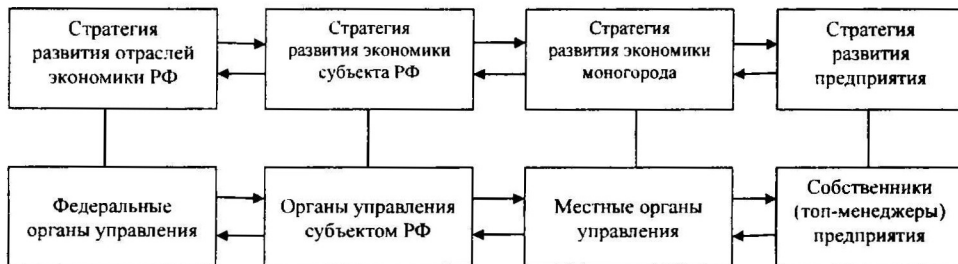 Стратегия
развития отраслей
экономики РФ
Стратегия
развития экономики
субъекта РФ
Стратегия
развития экономики
моногорода
Стратегия
развития
предприятия
Федеральные
органы управления
Органы управления
субъектом РФ
Местные органы
управления
Собственники
(топ-менеджеры)
предприятия